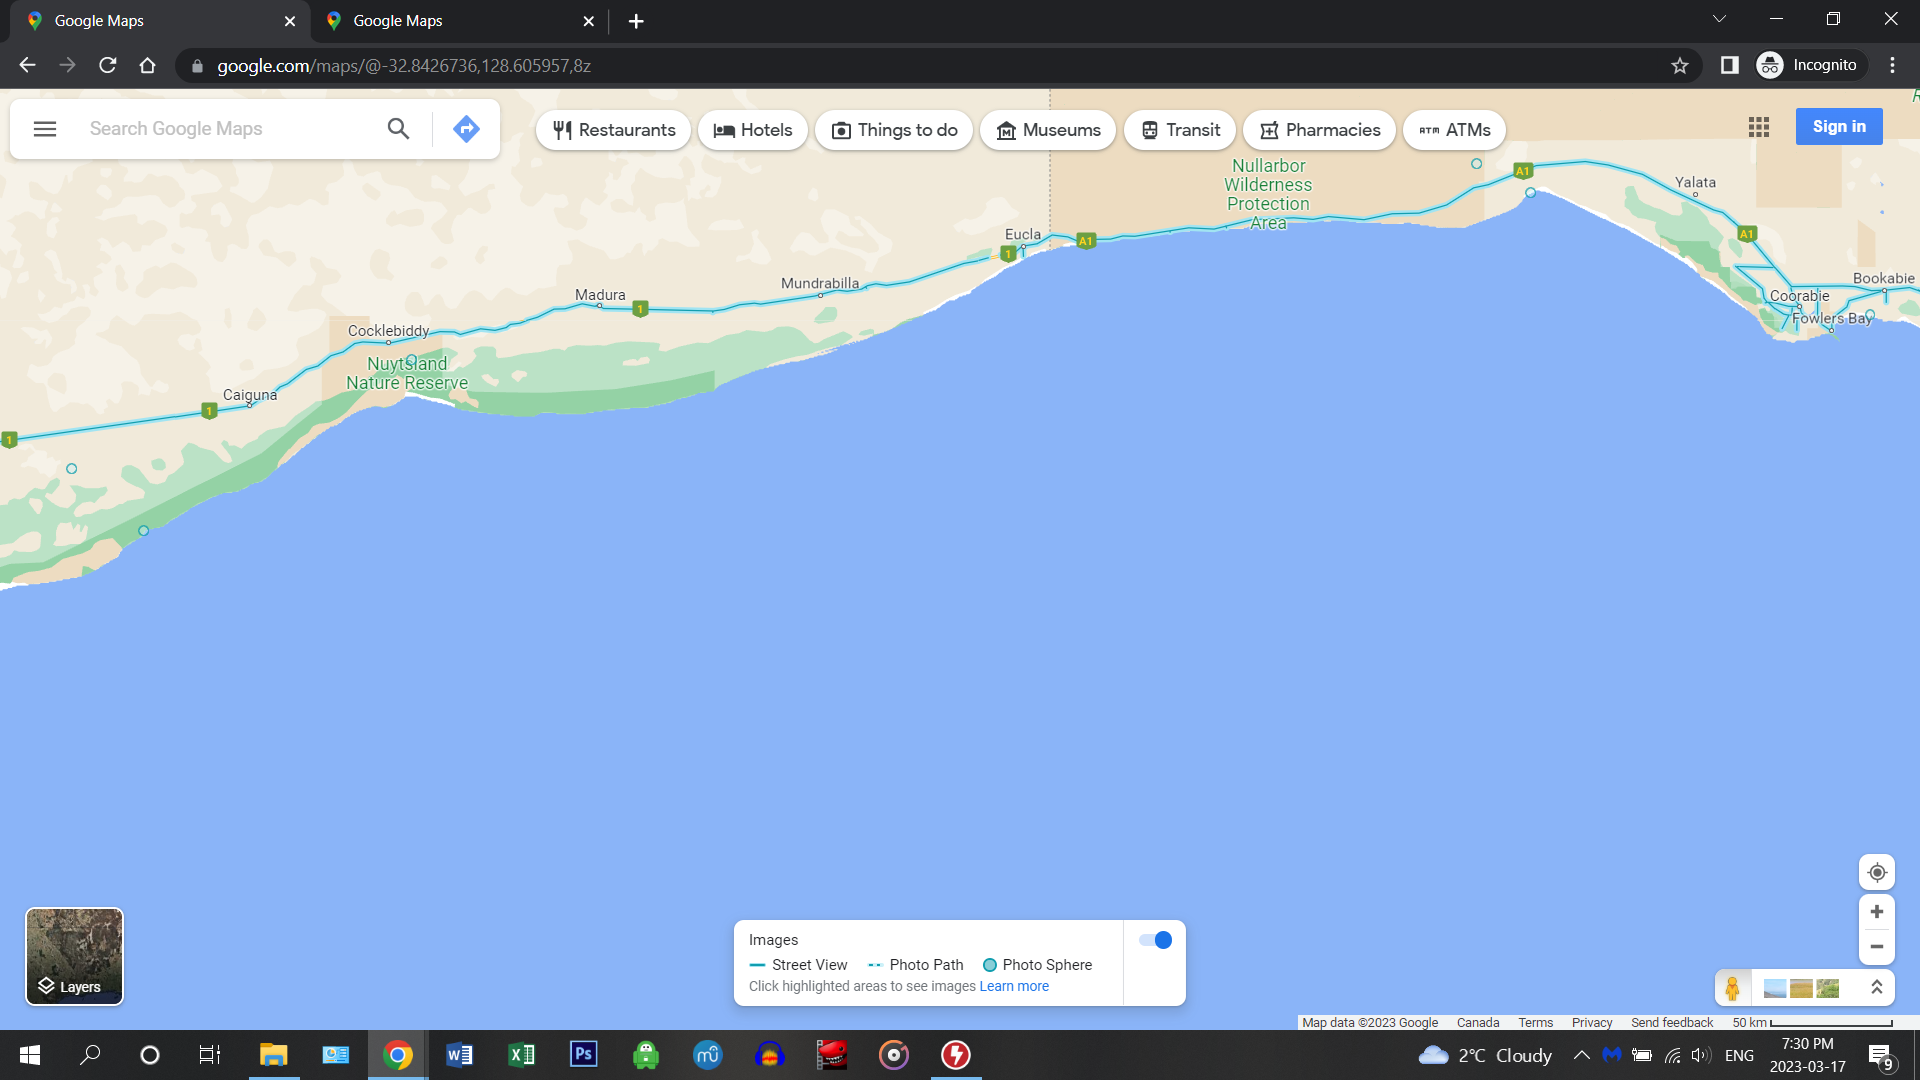 Google Maps
Google Maps
google.com/maps/@-32.8426736,128.605957,8z
Incognito
Search Google Maps
Restaurants
Hotels
Things to do
Museums
Transit
Pharmacies
ATM ATMs
Sign in
Nullarbor
Wilderness
Protection
Area
A1
Yalata
A1
Eucla
1
A1
Bookabie
Mundrabilla
Madura
1
Coorabie
Fowlers Bay
Cocklebiddy
Nuytsland
Nature Reserve
Caiguna
1
1
Layers
Images
Street View
Photo Path
Photo Sphere
Click highlighted areas to see images Learn more
Map data ©2023 Google
Canada
Terms
Privacy
Send feedback
50 km
2°C Cloudy
ENG
7:30 PM
2023-03-17
9
W
X
Ps
mu